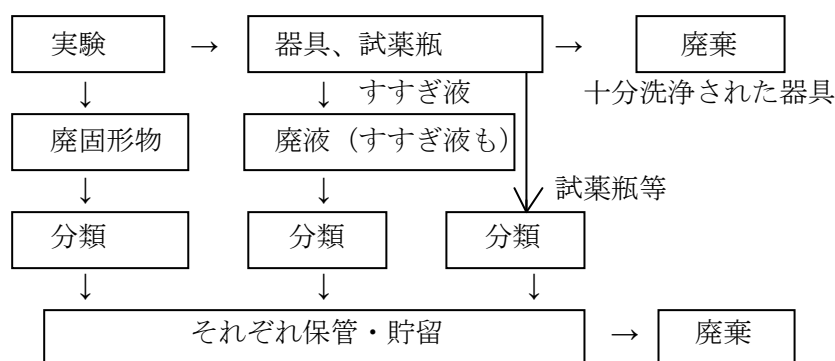 実験 → 器具、試薬瓶 → 廃棄
↓ ↓ すすぎ液 十分洗浄された器具
廃固形物 廃液（すすぎ液も）
↓ ↓ 試薬瓶等
分類 分類 分類
↓ ↓ ↓
それぞれ保管・貯留 → 廃棄